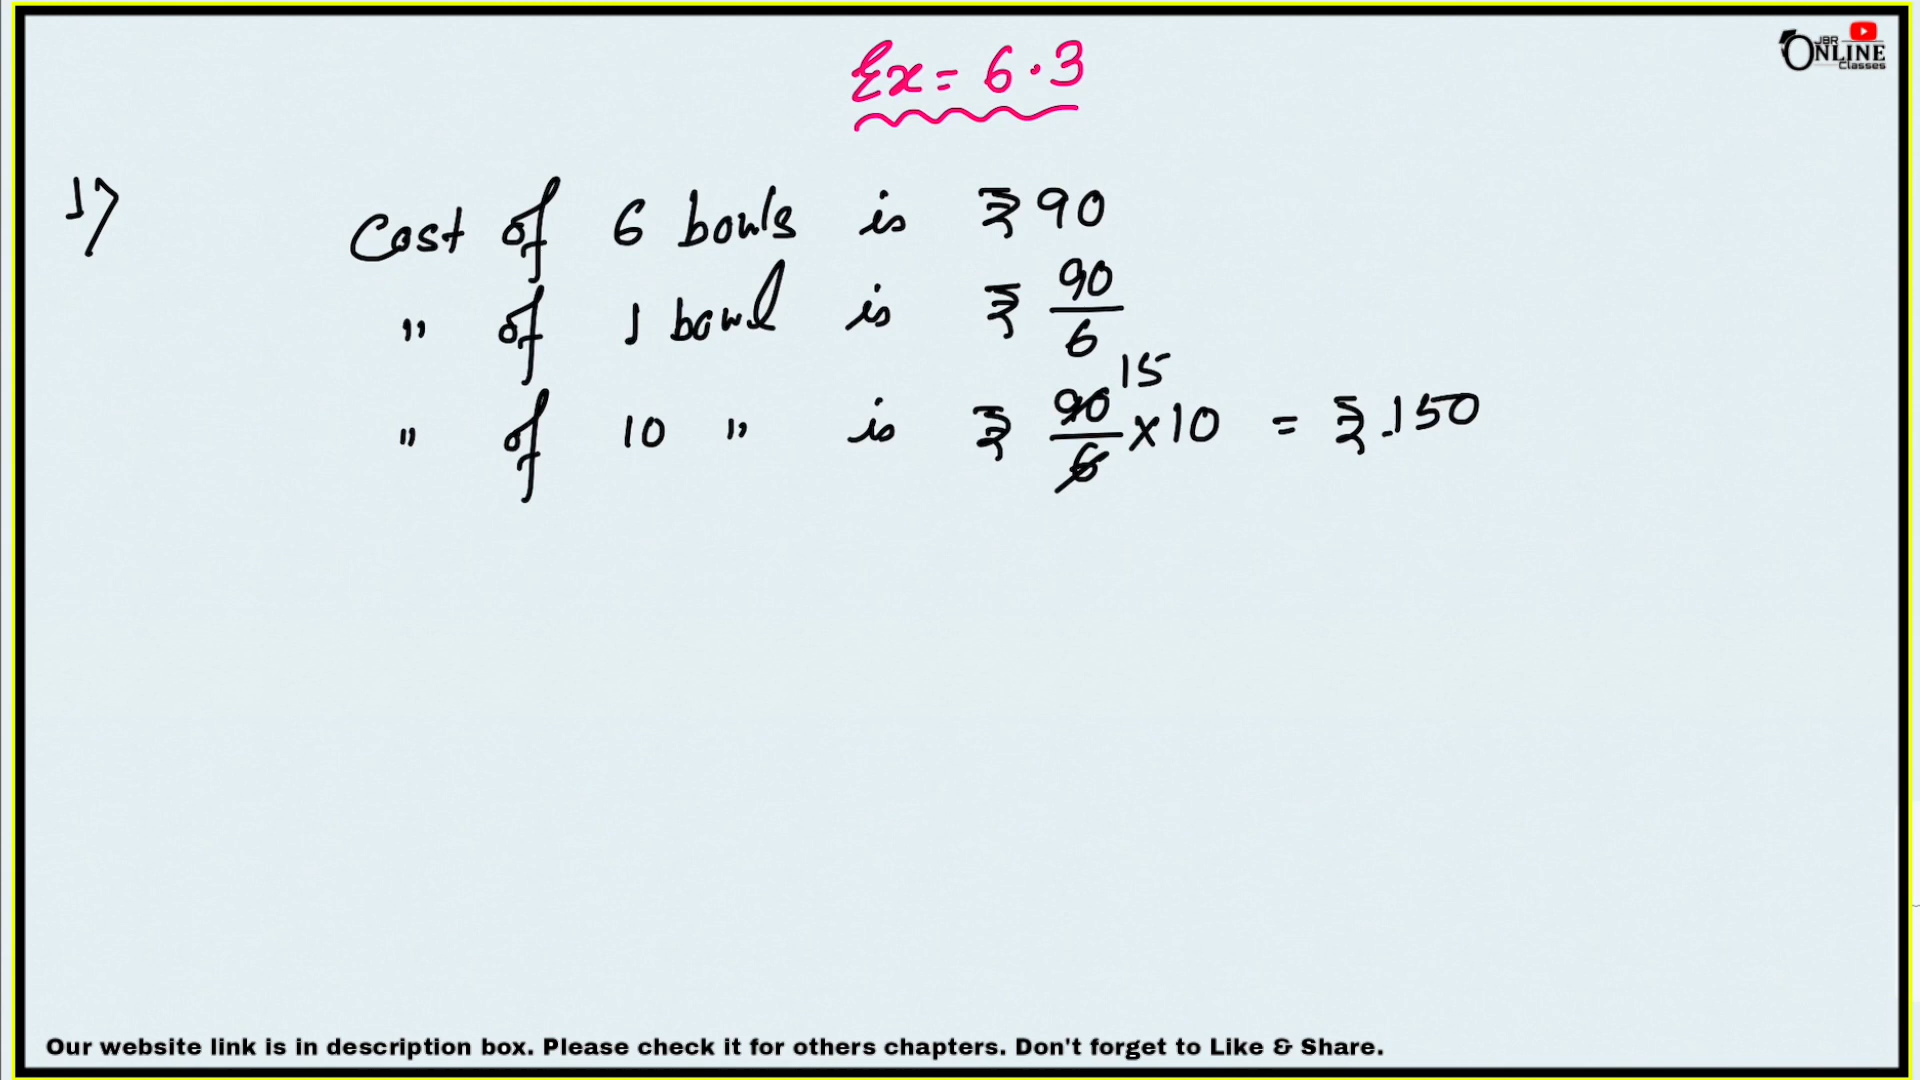 Ex = 6.3
JBR
ONLINE
Classes
1)
Cost of 6 bowls is ₹ 90
" of 1 bowl is ₹ 90/6
" of 10 " is ₹ 90/6 15 × 10 = ₹.150
Our website link is in description box. Please check it for others chapters. Don't forget to Like & Share.